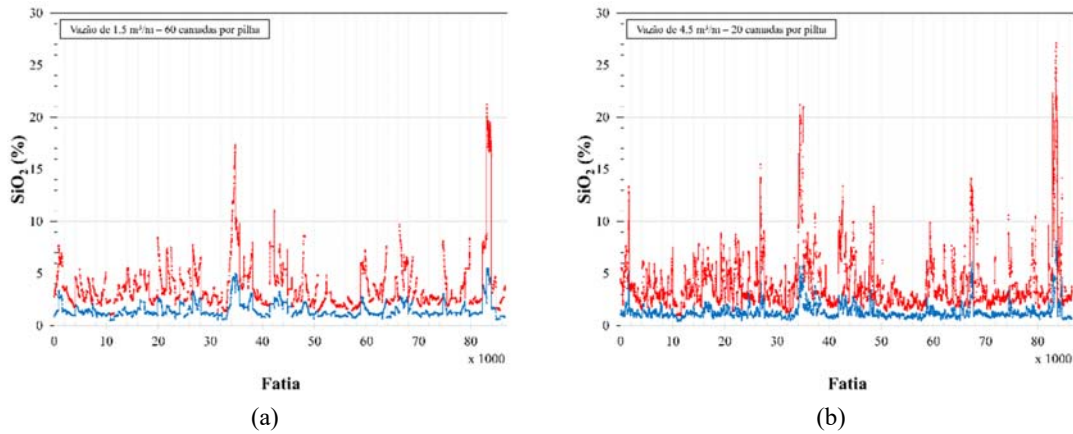 Vazão de 1.5 m³/m – 60 camadas por pilha
SiO₂ (%)
30
25
20
15
10
5
0
0 10 20 30 40 50 60 70 80
x 1000
Fatia
(a)
Vazão de 4.5 m³/m – 20 camadas por pilha
SiO₂ (%)
30
25
20
15
10
5
0
0 10 20 30 40 50 60 70 80
x 1000
Fatia
(b)